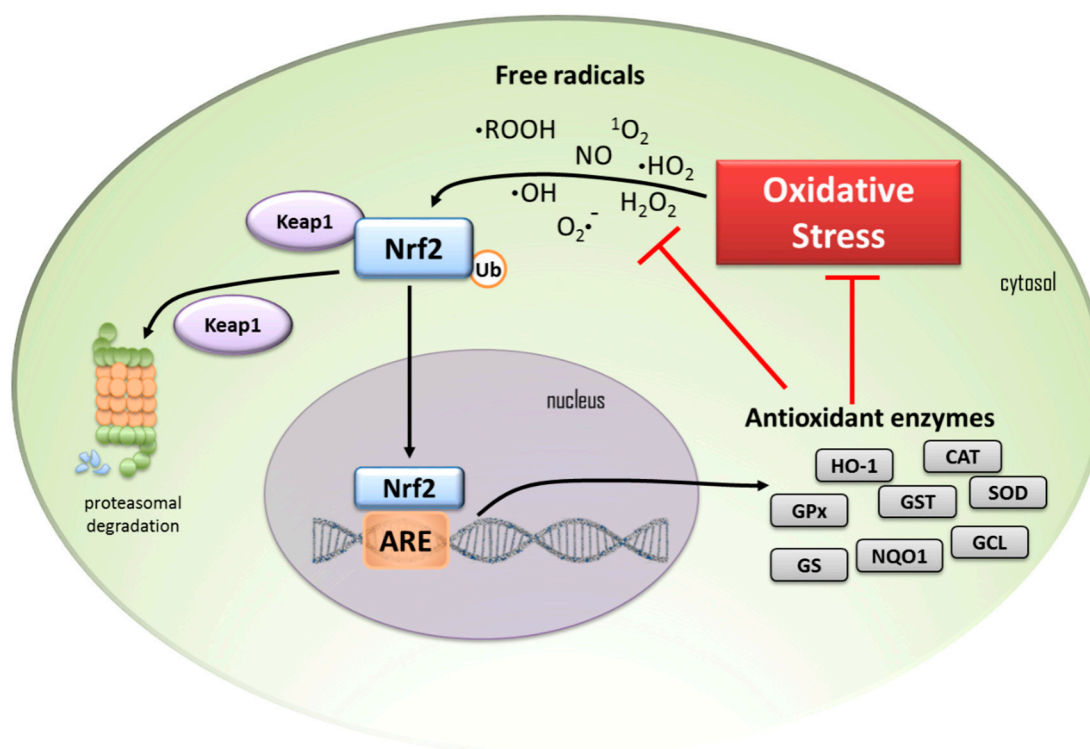 Free radicals
•ROOH
¹O₂
NO
•HO₂
•OH
H₂O₂
O₂•⁻
Oxidative
Stress
Keap1
Nrf2
Ub
cytosol
Keap1
nucleus
proteasomal
degradation
Nrf2
ARE
Antioxidant enzymes
HO-1
CAT
GPx
GST
SOD
GS
NQO1
GCL